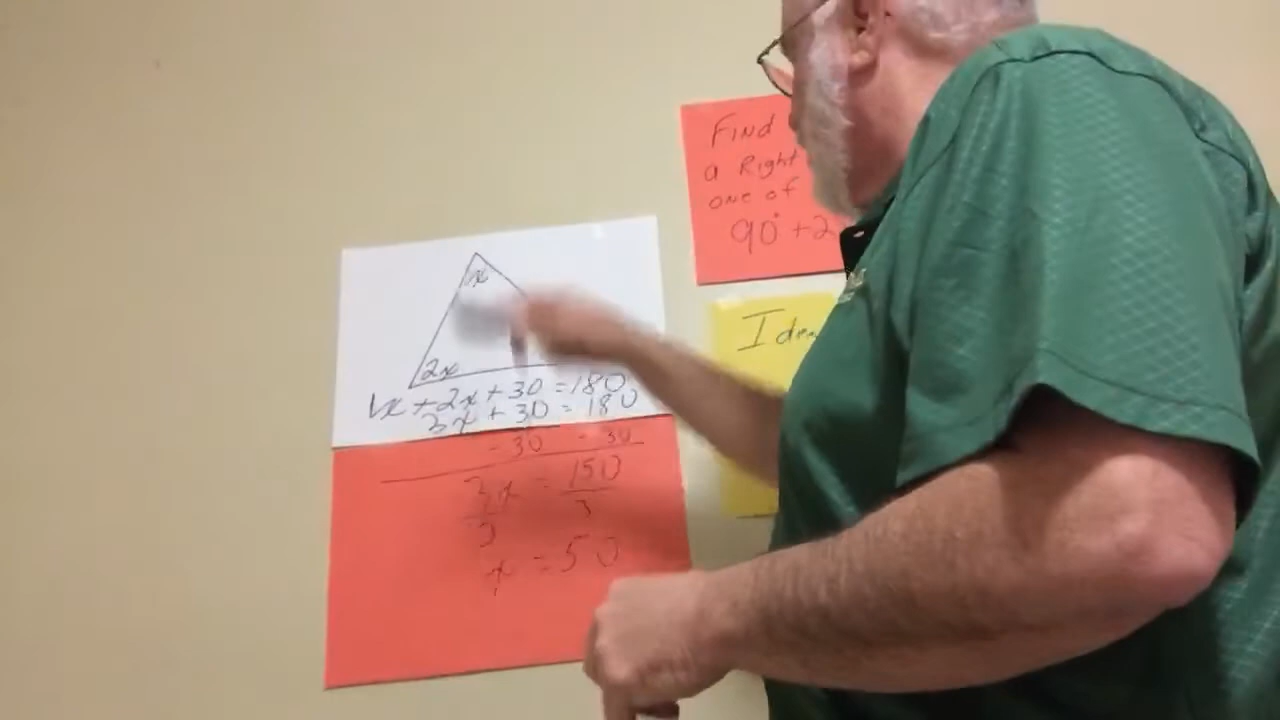 x
2x
1x + 2x + 30 = 180
3x + 30 = 180
- 30 - 30
3x = 150
3 3
x = 50
Find
a Right
one of
90° + 2